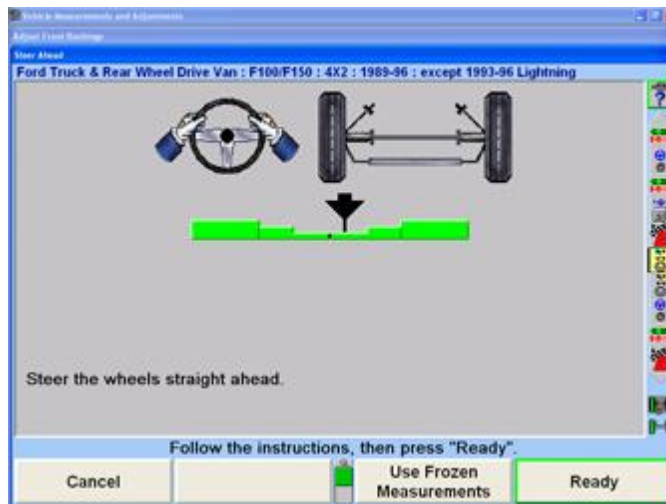 Vehicle Measurements and Adjustments
Adjust Front Bushings
Steer Ahead
Ford Truck & Rear Wheel Drive Van : F100/F150 : 4X2 : 1989-96 : except 1993-96 Lightning
Steer the wheels straight ahead.
Follow the instructions, then press "Ready".
Cancel
Use Frozen
Measurements
Ready